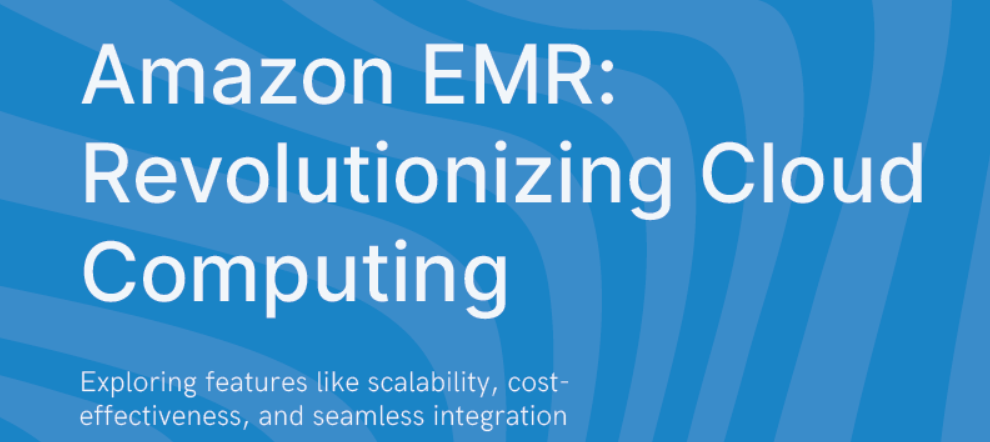 Amazon EMR:
Revolutionizing Cloud
Computing
Exploring features like scalability, cost-
effectiveness, and seamless integration